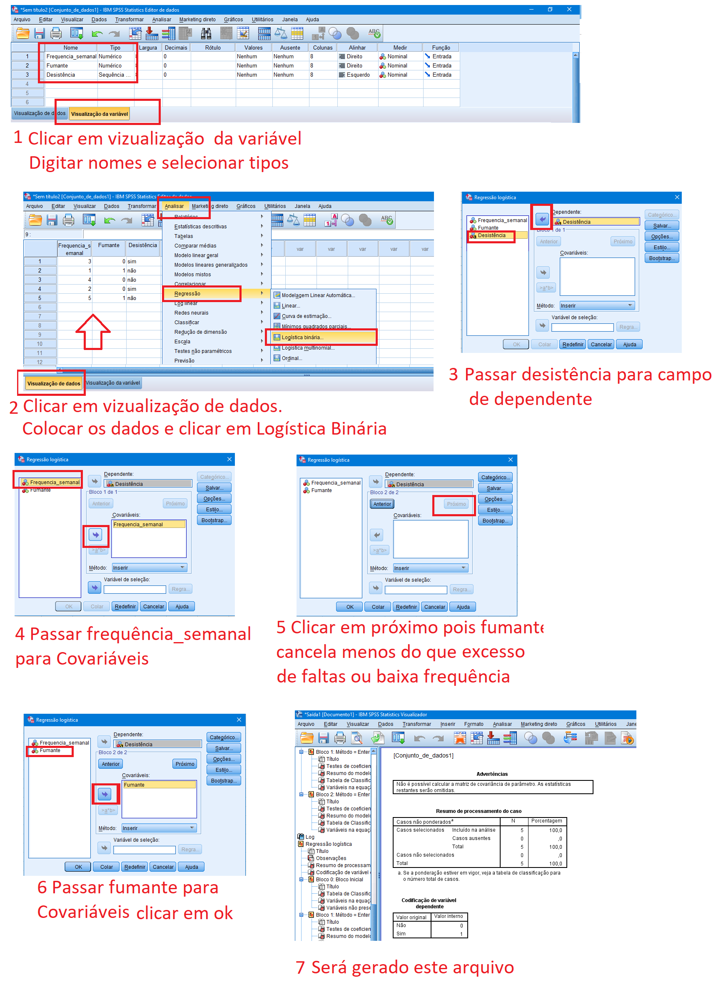 *Sem título2 [Conjunto_de_dados1] - IBM SPSS Statistics Editor de dados
Arquivo Editar Visualizar Dados Transformar Analisar Marketing direto Gráficos Utilitários Janela Ajuda
Nome Tipo Largura Decimais Rótulo Valores Ausente Colunas Alinhar Medir Função
1 Frequencia_semanal Numérico 0 Nenhum Nenhum 8 Direito Nominal Entrada
2 Fumante Numérico 0 Nenhum Nenhum 8 Direito Nominal Entrada
3 Desistência Sequência ... 0 Nenhum Nenhum 8 Esquerdo Nominal Entrada
4
5
6
Visualização de dados Visualização da variável
1 Clicar em vizualização da variável
Digitar nomes e selecionar tipos
*Sem título2 [Conjunto_de_dados1] - IBM SPSS Statistics Editor de dados
Arquivo Editar Visualizar Dados Transformar Analisar Marketing direto Gráficos Utilitários Janela Ajuda
9 :
Frequencia_s
emanal Fumante Desistência var var var var var
1 3 0 sim
2 1 1 não
3 4 0 não
4 2 0 sim
5 5 1 não
6
7
8
9
10
11
12
Relatórios
Estatísticas descritivas
Tabelas
Comparar médias
Modelo linear geral
Modelos lineares generalizados
Modelos mistos
Correlacionar
Regressão
Log linear
Redes neurais
Classificar
Redução de dimensão
Escala
Testes não paramétricos
Previsão
Modelagem Linear Automática...
Linear...
Curva de estimação...
Mínimos quadrados parciais...
Logística binária...
Logística multinomial...
Ordinal...
Visualização de dados Visualização da variável
2 Clicar em vizualização de dados.
Colocar os dados e clicar em Logística Binária
Regressão logística
Frequencia_semanal
Fumante
Desistência
Dependente:
Desistência
Bloco 1 de 1
Anterior Próximo
Covariáveis:
>a*b>
Método: Inserir
Variável de seleção:
Regra...
Categórico...
Salvar...
Opções...
Estilo...
Bootstrap...
OK Colar Redefinir Cancelar Ajuda
3 Passar desistência para campo
de dependente
Regressão logística
Frequencia_semanal
Fumante
Dependente:
Desistência
Bloco 1 de 1
Anterior Próximo
Covariáveis:
Frequencia_semanal
>a*b>
Método: Inserir
Variável de seleção:
Regra...
Categórico...
Salvar...
Opções...
Estilo...
Bootstrap...
OK Colar Redefinir Cancelar Ajuda
4 Passar frequência_semanal
para Covariáveis
Regressão logística
Frequencia_semanal
Fumante
Dependente:
Desistência
Bloco 2 de 2
Anterior Próximo
Covariáveis:
>a*b>
Método: Inserir
Variável de seleção:
Regra...
Categórico...
Salvar...
Opções...
Estilo...
Bootstrap...
OK Colar Redefinir Cancelar Ajuda
5 Clicar em próximo pois fumante
cancela menos do que excesso
de faltas ou baixa frequência
Regressão logística
Frequencia_semanal
Fumante
Dependente:
Desistência
Bloco 2 de 2
Anterior Próximo
Covariáveis:
Fumante
>a*b>
Método: Inserir
Variável de seleção:
Regra...
Categórico...
Salvar...
Opções...
Estilo...
Bootstrap...
OK Colar Redefinir Cancelar Ajuda
6 Passar fumante para
Covariáveis clicar em ok
*Saída1 [Documento1] - IBM SPSS Statistics Visualizador
Arquivo Editar Visualizar Dados Transformar Inserir Formato Analisar Marketing direto Gráficos Utilitários Jane
Bloco 1: Método = Enter
Título
Testes de coeficien
Resumo do modelo
Tabela de Classific
Variáveis na equaç
Bloco 2: Método = Enter
Título
Testes de coeficien
Resumo do modelo
Tabela de Classific
Variáveis na equaç
Log
Regressão logística
Título
Observações
Resumo de processam
Codificação de variável
Bloco 0: Bloco Inicial
Título
Tabela de Classific
Variáveis na equaç
Variáveis não prese
Bloco 1: Método = Enter
Título
Testes de coeficien
Resumo do modelo
[Conjunto_de_dados1]
Advertências
Não é possível calcular a matriz de covariância de parâmetro. As estatísticas
restantes serão omitidas.
Resumo de processamento do caso
Casos não ponderadosª N Porcentagem
Casos selecionados Incluído na análise 5 100,0
Casos ausentes 0 ,0
Total 5 100,0
Casos não selecionados 0 ,0
Total 5 100,0
a. Se a ponderação estiver em vigor, veja a tabela de classificação para
o número total de casos.
Codificação de variável
dependente
Valor original Valor interno
Não 0
Sim 1
7 Será gerado este arquivo